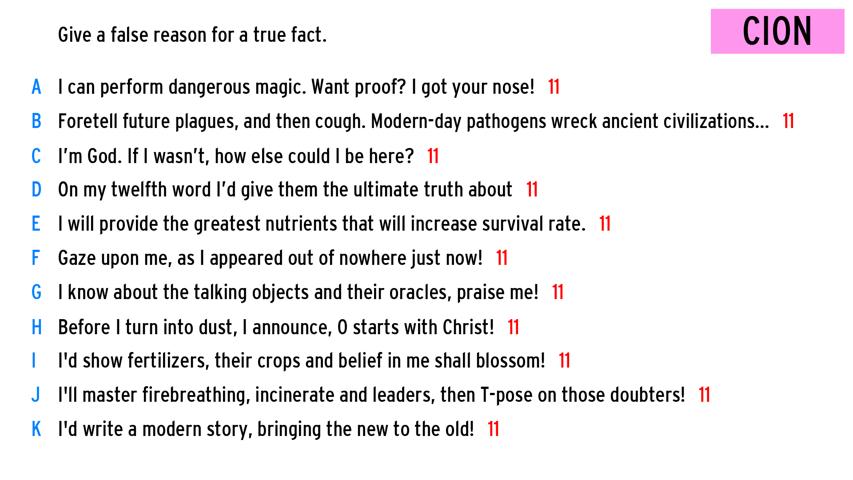 Give a false reason for a true fact.
CION
A I can perform dangerous magic. Want proof? I got your nose! 11
B Foretell future plagues, and then cough. Modern-day pathogens wreck ancient civilizations... 11
C I'm God. If I wasn't, how else could I be here? 11
D On my twelfth word I'd give them the ultimate truth about 11
E I will provide the greatest nutrients that will increase survival rate. 11
F Gaze upon me, as I appeared out of nowhere just now! 11
G I know about the talking objects and their oracles, praise me! 11
H Before I turn into dust, I announce, 0 starts with Christ! 11
I I'd show fertilizers, their crops and belief in me shall blossom! 11
J I'll master firebreathing, incinerate and leaders, then T-pose on those doubters! 11
K I'd write a modern story, bringing the new to the old! 11